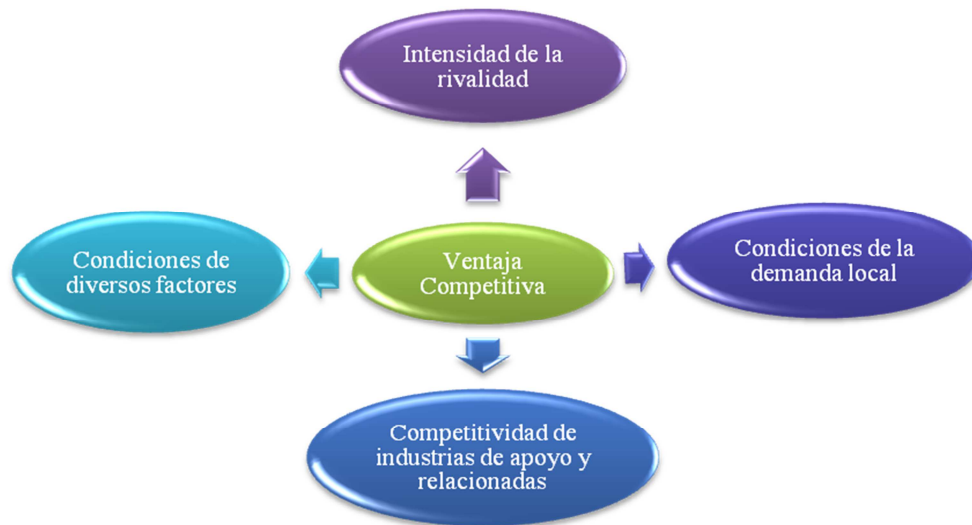 Intensidad de la
rivalidad
Condiciones de
diversos factores
Ventaja
Competitiva
Condiciones de la
demanda local
Competitividad de
industrias de apoyo y
relacionadas